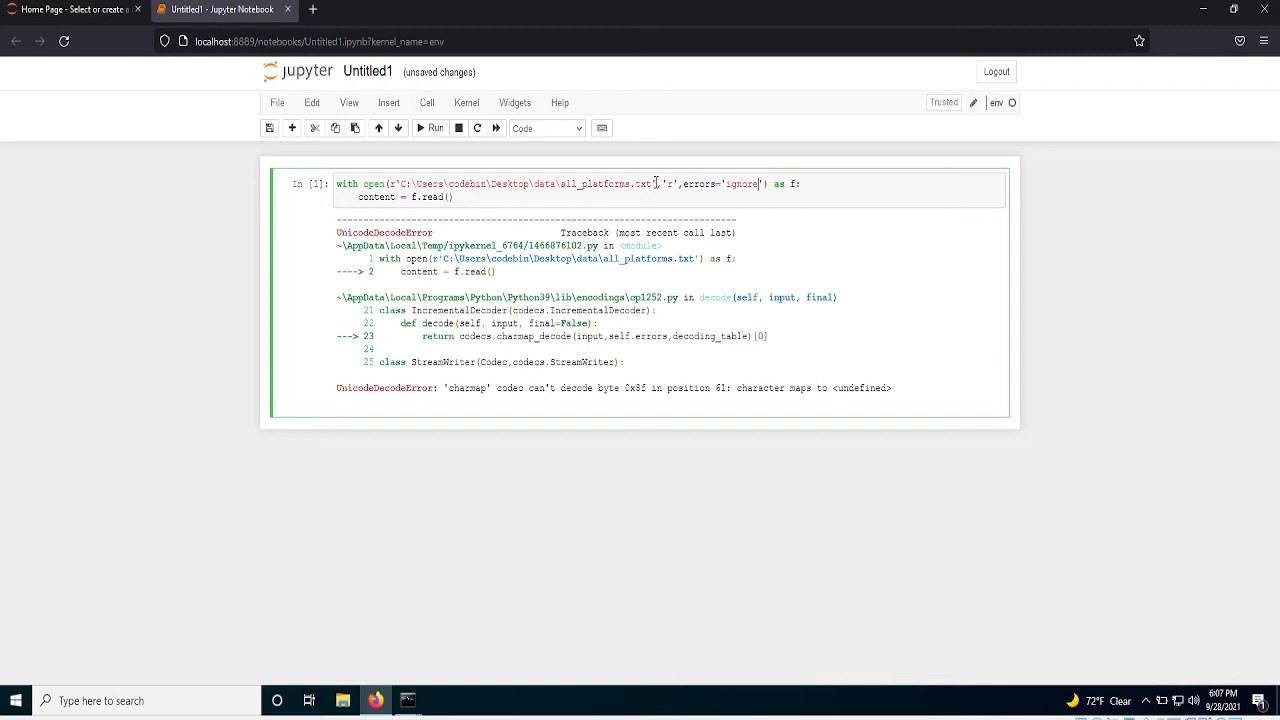 Home Page - Select or create a
Untitled1 - Jupyter Notebook
localhost:8889/notebooks/Untitled1.ipynb?kernel_name=env
jupyter Untitled1 (unsaved changes)
Logout
File Edit View Insert Cell Kernel Widgets Help
Trusted env
Run Code
In [1]: with open(r'C:\Users\codebin\Desktop\data\all_platforms.txt','r',errors='ignore') as f:
content = f.read()
---------------------------------------------------------------------------
UnicodeDecodeError Traceback (most recent call last)
~\AppData\Local\Temp/ipykernel_6764/1466876102.py in <module>
1 with open(r'C:\Users\codebin\Desktop\data\all_platforms.txt') as f:
----> 2 content = f.read()
~\AppData\Local\Programs\Python\Python39\lib\encodings\cp1252.py in decode(self, input, final)
21 class IncrementalDecoder(codecs.IncrementalDecoder):
22 def decode(self, input, final=False):
---> 23 return codecs.charmap_decode(input,self.errors,decoding_table)[0]
24
25 class StreamWriter(Codec,codecs.StreamWriter):
UnicodeDecodeError: 'charmap' codec can't decode byte 0x8f in position 61: character maps to <undefined>
Type here to search
72°F Clear
6:07 PM
9/20/2021